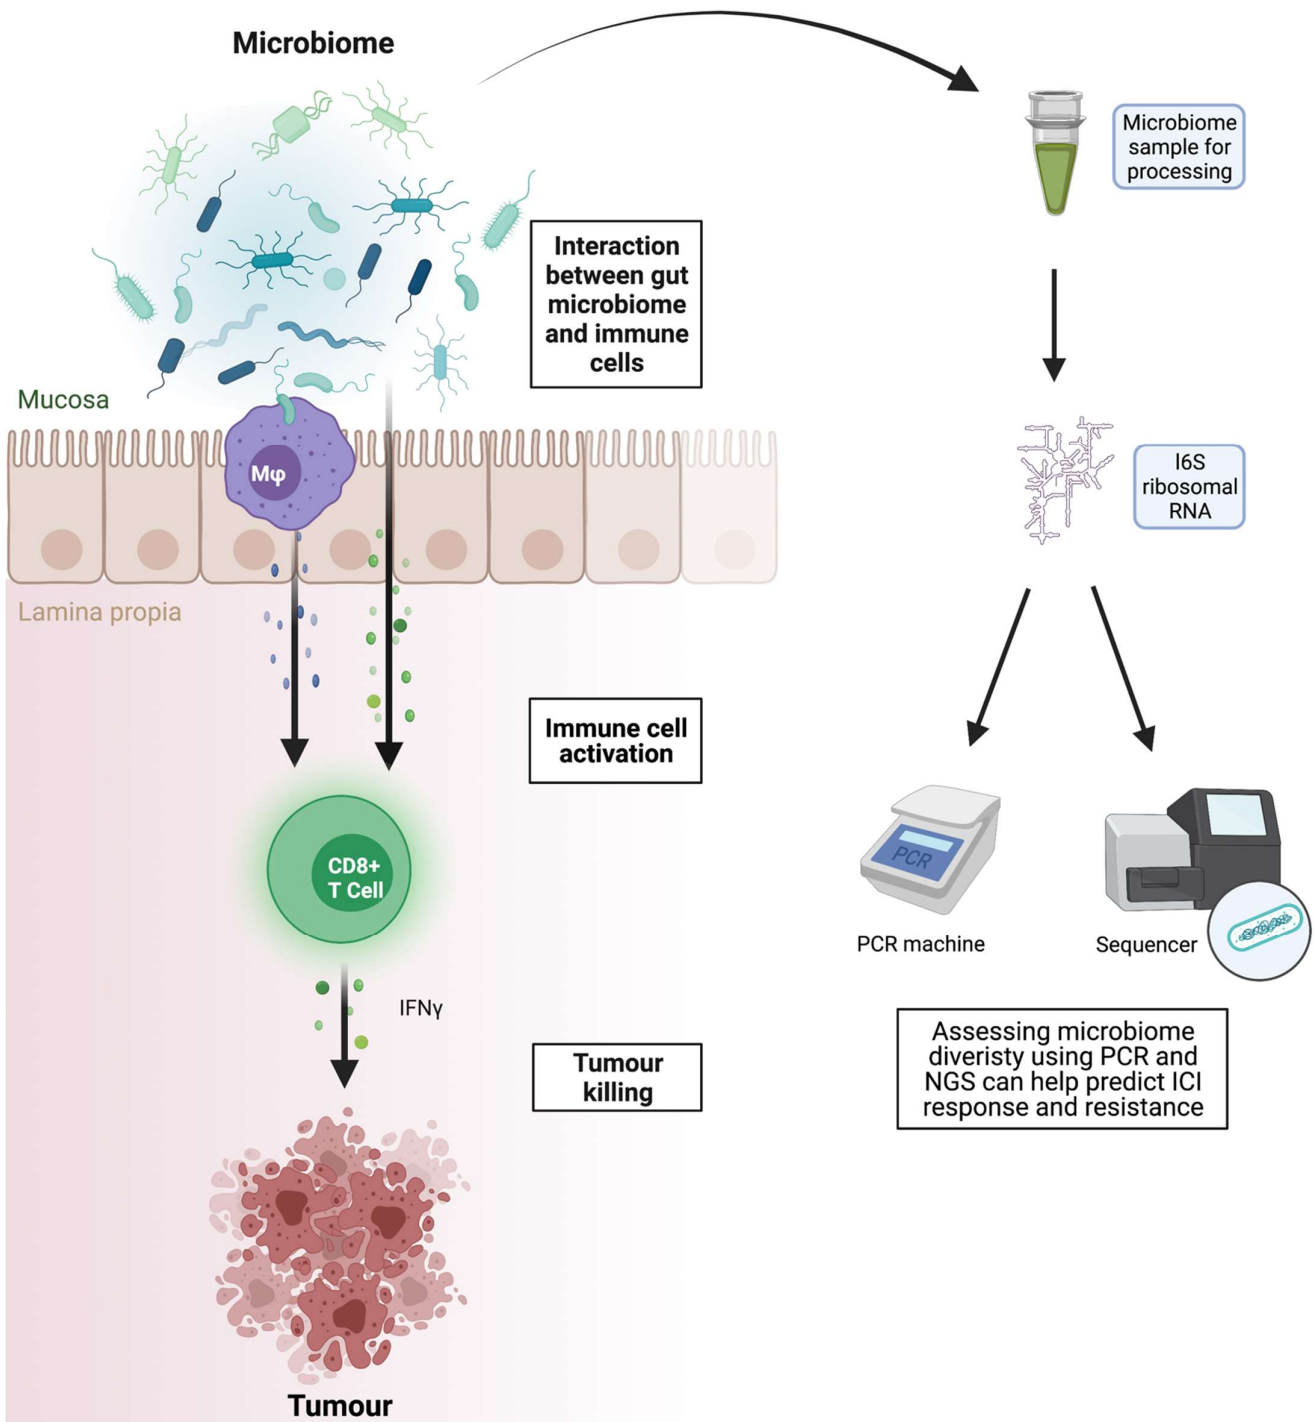 Microbiome
Interaction
between gut
microbiome
and immune
cells
Mucosa
Mφ
Lamina propia
Immune cell
activation
CD8+
T Cell
IFNγ
Tumour
killing
Tumour
Microbiome
sample for
processing
I6S
ribosomal
RNA
PCR
PCR machine
Sequencer
Assessing microbiome
diveristy using PCR and
NGS can help predict ICI
response and resistance